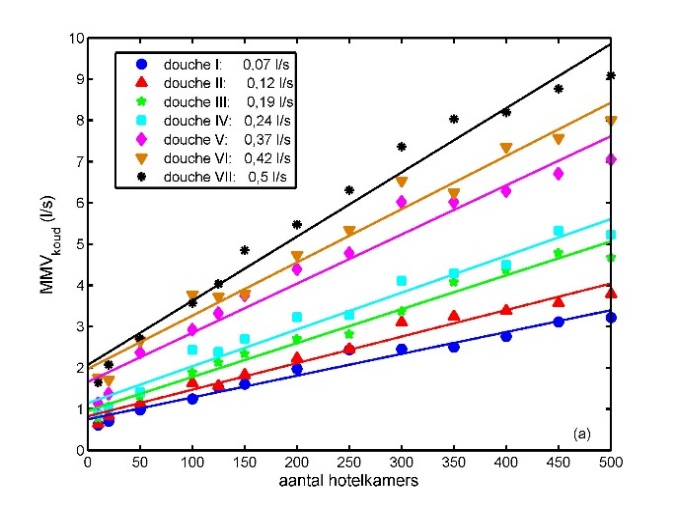 10
9
8
7
6
5
4
3
2
1
0
MMVkoud (l/s)
douche I: 0,07 l/s
douche II: 0,12 l/s
douche III: 0,19 l/s
douche IV: 0,24 l/s
douche V: 0,37 l/s
douche VI: 0,42 l/s
douche VII: 0,5 l/s
(a)
0 50 100 150 200 250 300 350 400 450 500
aantal hotelkamers